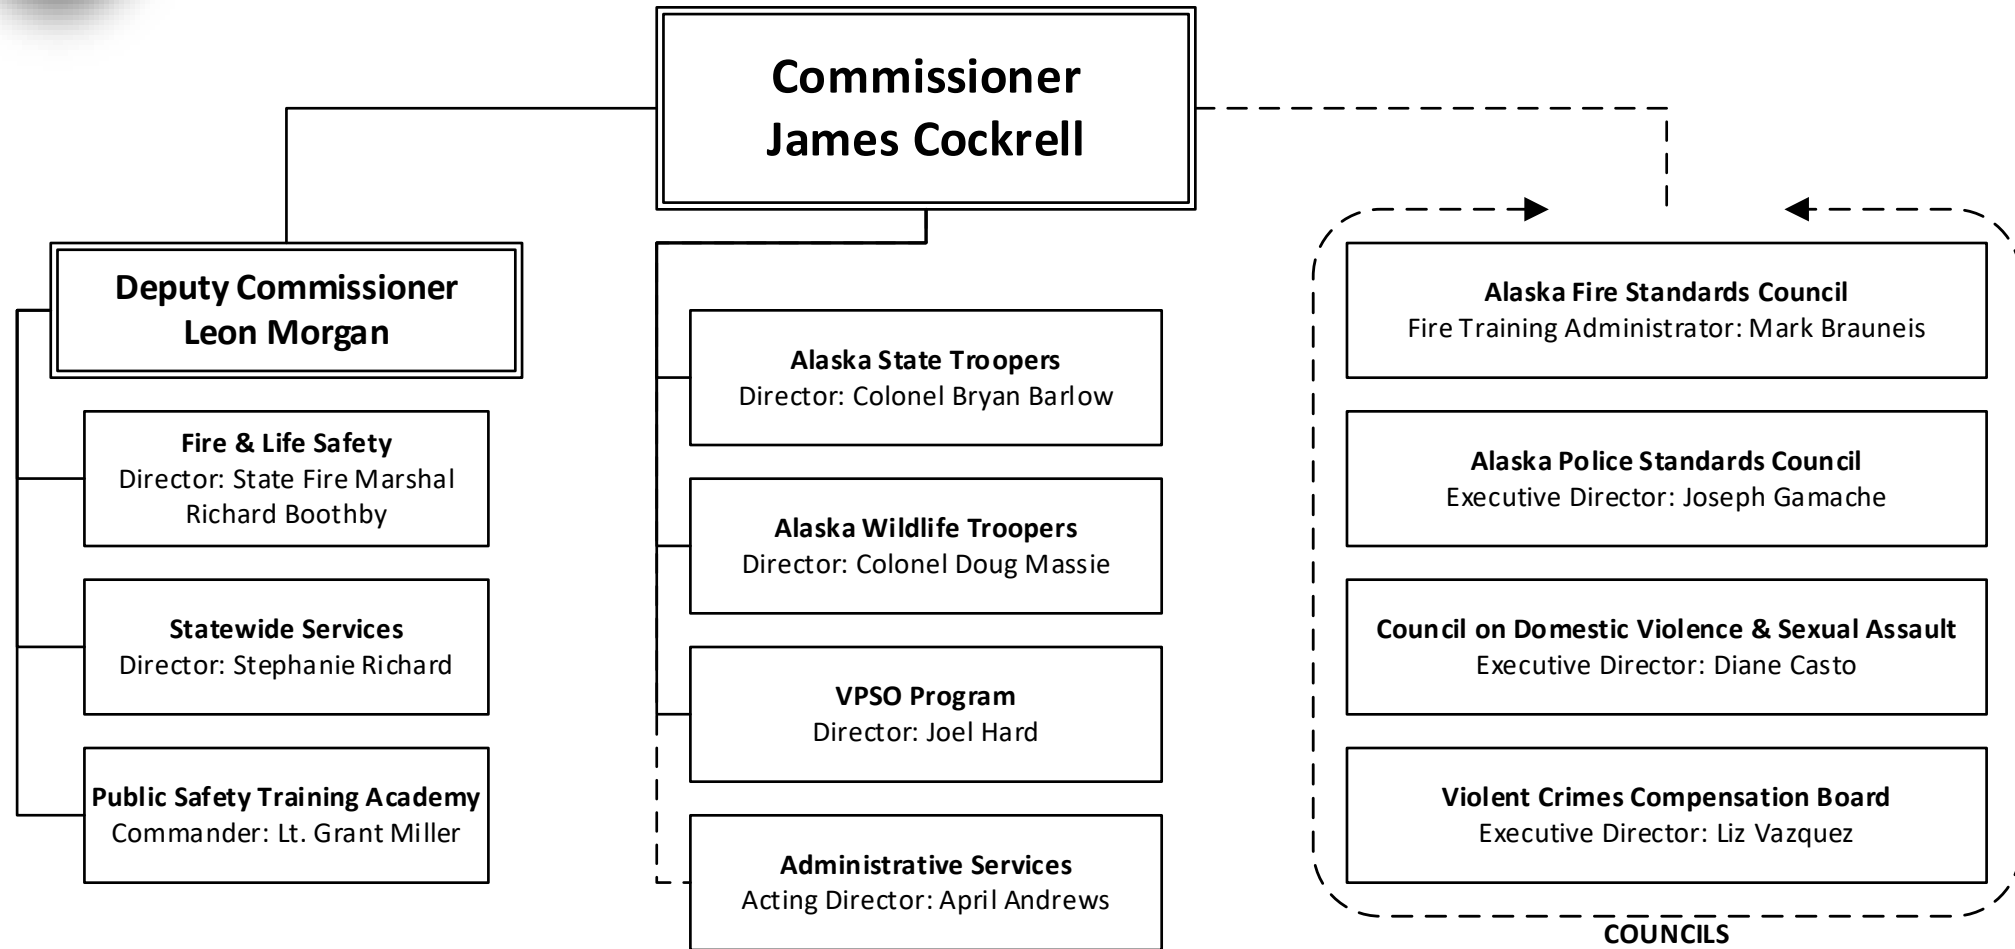 Commissioner
James Cockrell
Deputy Commissioner
Leon Morgan
Fire & Life Safety
Director: State Fire Marshal
Richard Boothby
Statewide Services
Director: Stephanie Richard
Public Safety Training Academy
Commander: Lt. Grant Miller
Alaska State Troopers
Director: Colonel Bryan Barlow
Alaska Wildlife Troopers
Director: Colonel Doug Massie
VPSO Program
Director: Joel Hard
Administrative Services
Acting Director: April Andrews
Alaska Fire Standards Council
Fire Training Administrator: Mark Brauneis
Alaska Police Standards Council
Executive Director: Joseph Gamache
Council on Domestic Violence & Sexual Assault
Executive Director: Diane Casto
Violent Crimes Compensation Board
Executive Director: Liz Vazquez
COUNCILS